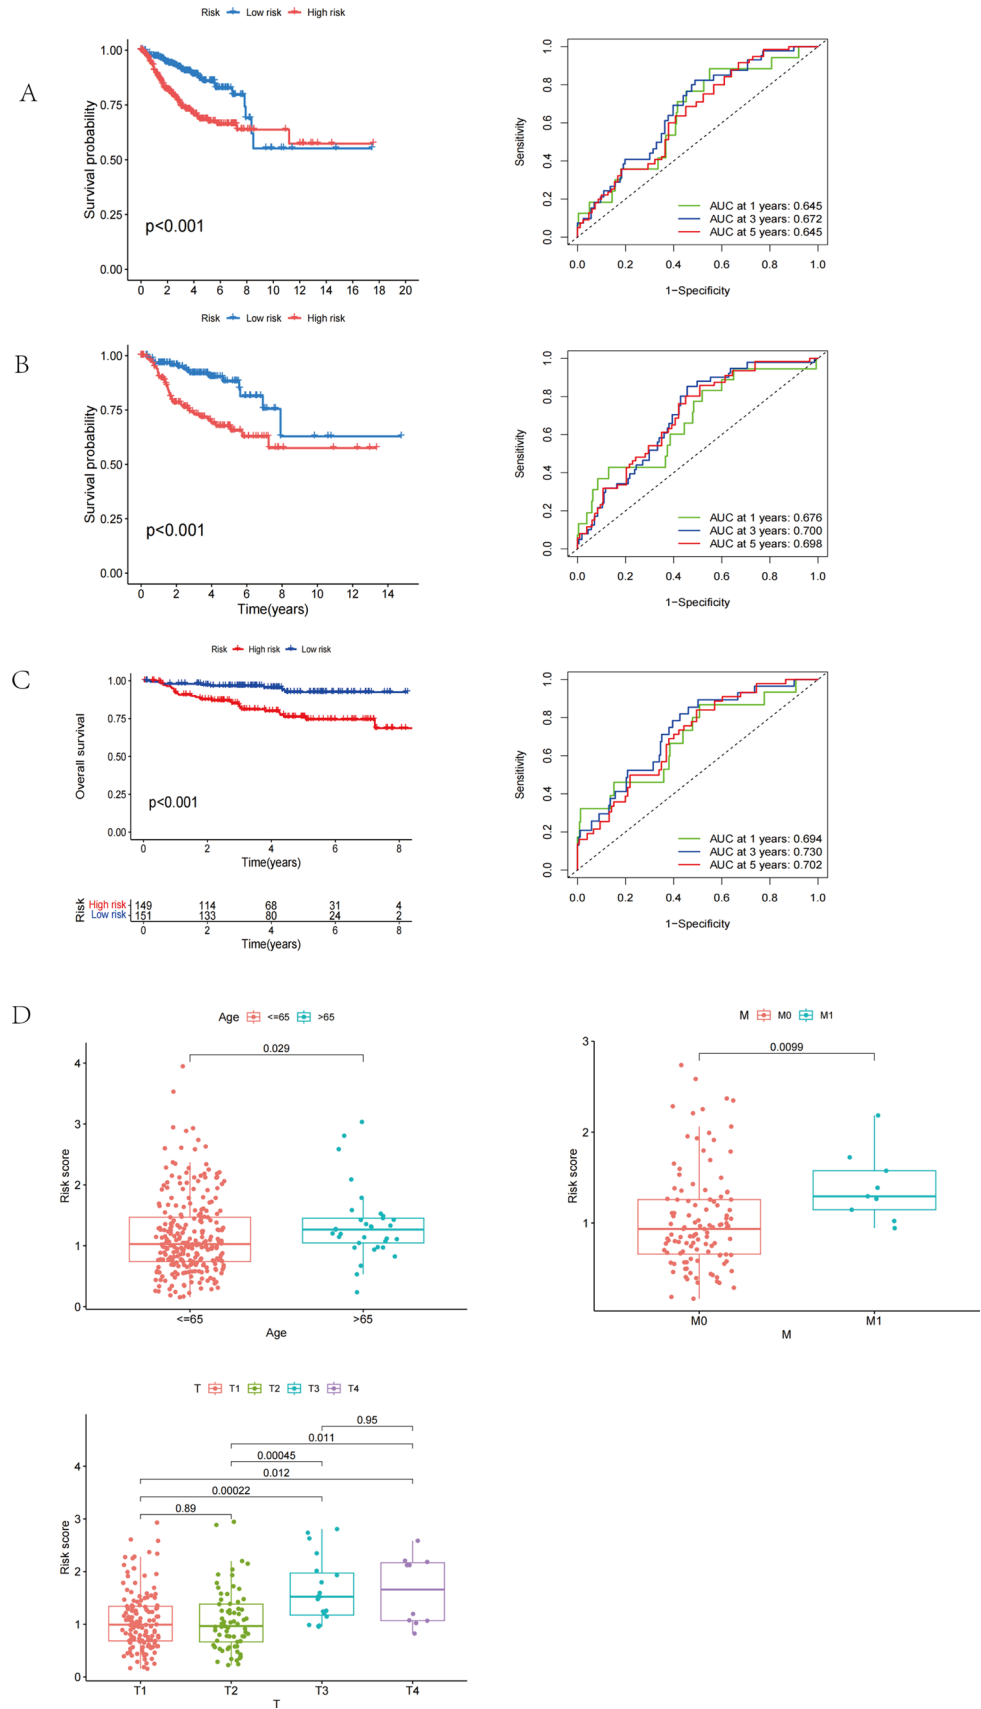 Risk Low risk High risk
A
Survival probability
1.00
0.75
0.50
0.25
0.00
p<0.001
0 2 4 6 8 10 12 14 16 18 20
Sensitivity
1.0
0.8
0.6
0.4
0.2
0.0
AUC at 1 years: 0.645
AUC at 3 years: 0.672
AUC at 5 years: 0.645
0.0 0.2 0.4 0.6 0.8 1.0
1−Specificity
Risk Low risk High risk
B
Survival probability
1.00
0.75
0.50
0.25
0.00
p<0.001
0 2 4 6 8 10 12 14
Time(years)
Sensitivity
1.0
0.8
0.6
0.4
0.2
0.0
AUC at 1 years: 0.676
AUC at 3 years: 0.700
AUC at 5 years: 0.698
0.0 0.2 0.4 0.6 0.8 1.0
1−Specificity
Risk High risk Low risk
C
Overall survival
1.00
0.75
0.50
0.25
0.00
p<0.001
0 2 4 6 8
Time(years)
Risk
High risk 149 114 68 31 4
Low risk 151 133 80 24 2
0 2 4 6 8
Time(years)
Sensitivity
1.0
0.8
0.6
0.4
0.2
0.0
AUC at 1 years: 0.694
AUC at 3 years: 0.730
AUC at 5 years: 0.702
0.0 0.2 0.4 0.6 0.8 1.0
1−Specificity
D
Age <=65 >65
0.029
Risk score
4
3
2
1
0
<=65 >65
Age
M M0 M1
0.0099
Risk score
3
2
1
M0 M1
M
T T1 T2 T3 T4
0.95
0.011
0.00045
0.012
0.00022
0.89
Risk score
4
3
2
1
0
T1 T2 T3 T4
T